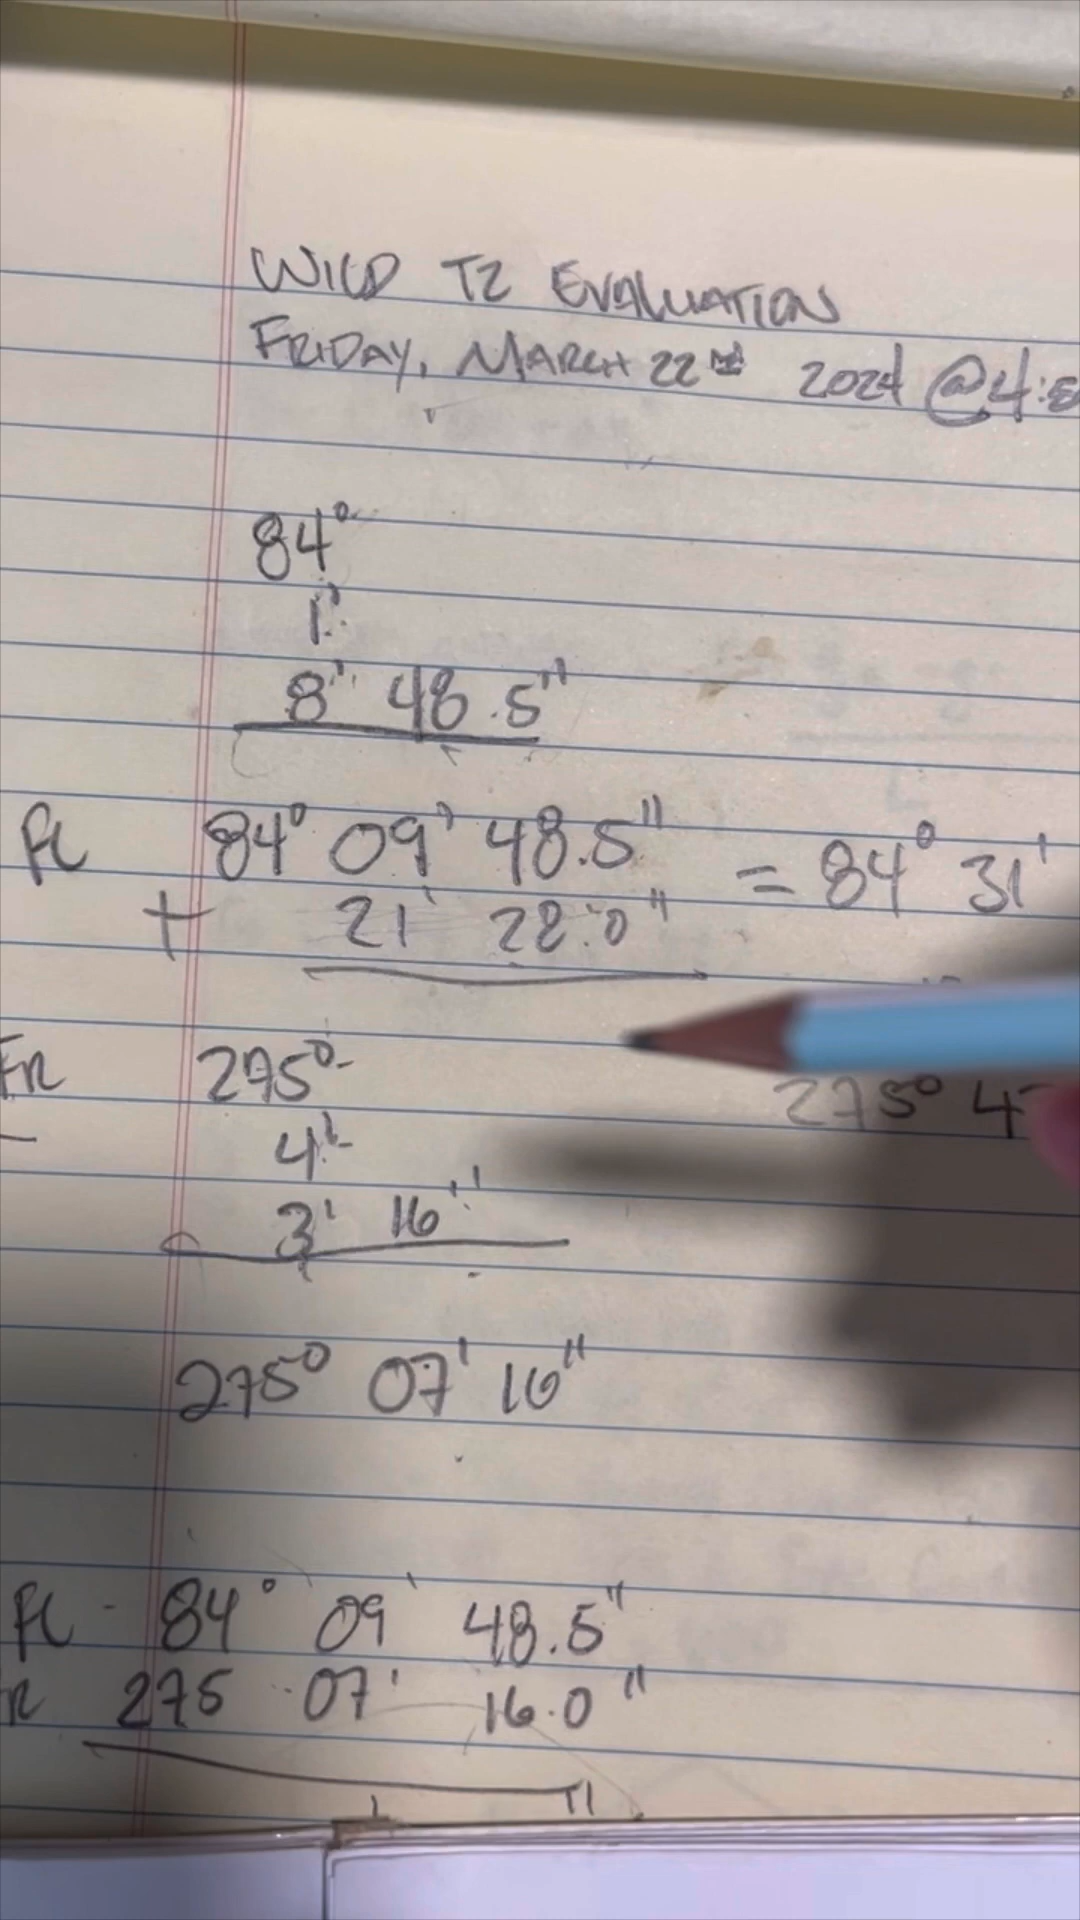 WILD T2 EVALUATION
FRIDAY, MARCH 22nd 2024 @4:
84°
1'
8' 48.5"
FL 84° 09' 48.5" = 84° 31'
+ 21' 28.0"
FR 275° 275° 4
- 4'
3' 16"
275° 07' 16"
FL - 84° 09' 48.5"
R 275 07' 16.0"